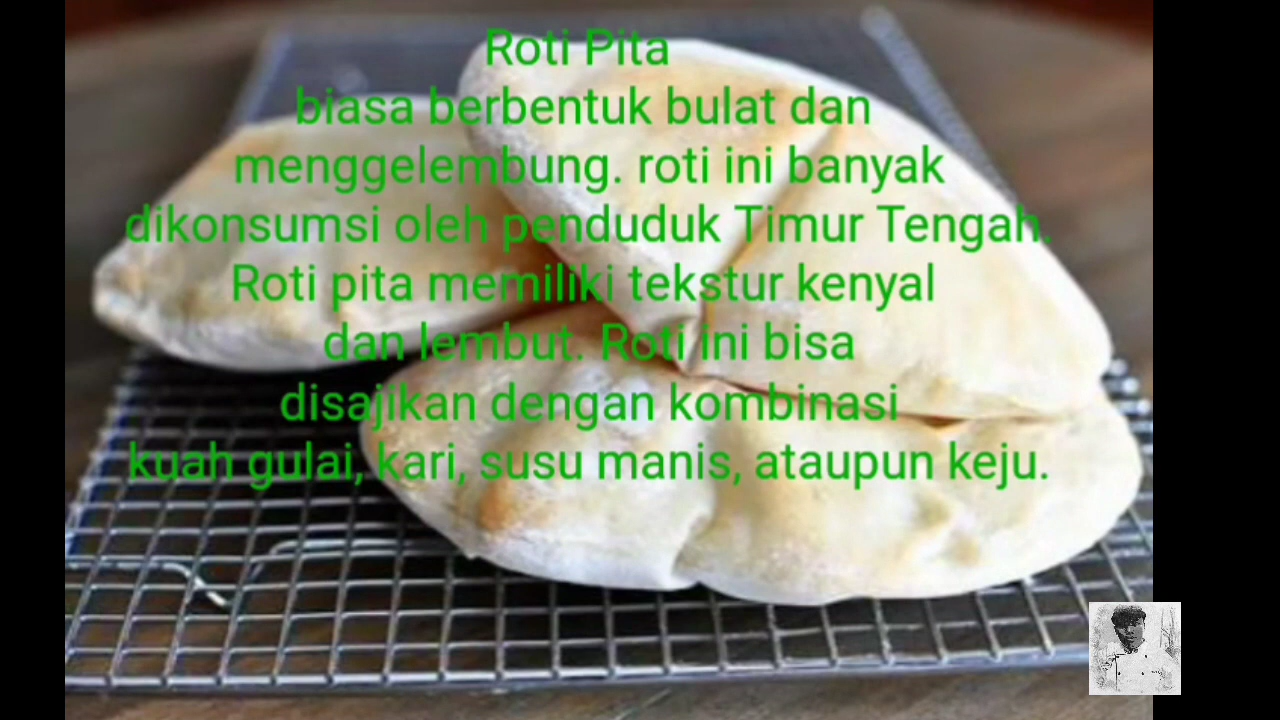 Roti Pita
biasa berbentuk bulat dan
menggelembung. roti ini banyak
dikonsumsi oleh penduduk Timur Tengah.
Roti pita memiliki tekstur kenyal
dan lembut. Roti ini bisa
disajikan dengan kombinasi
kuah gulai, kari, susu manis, ataupun keju.